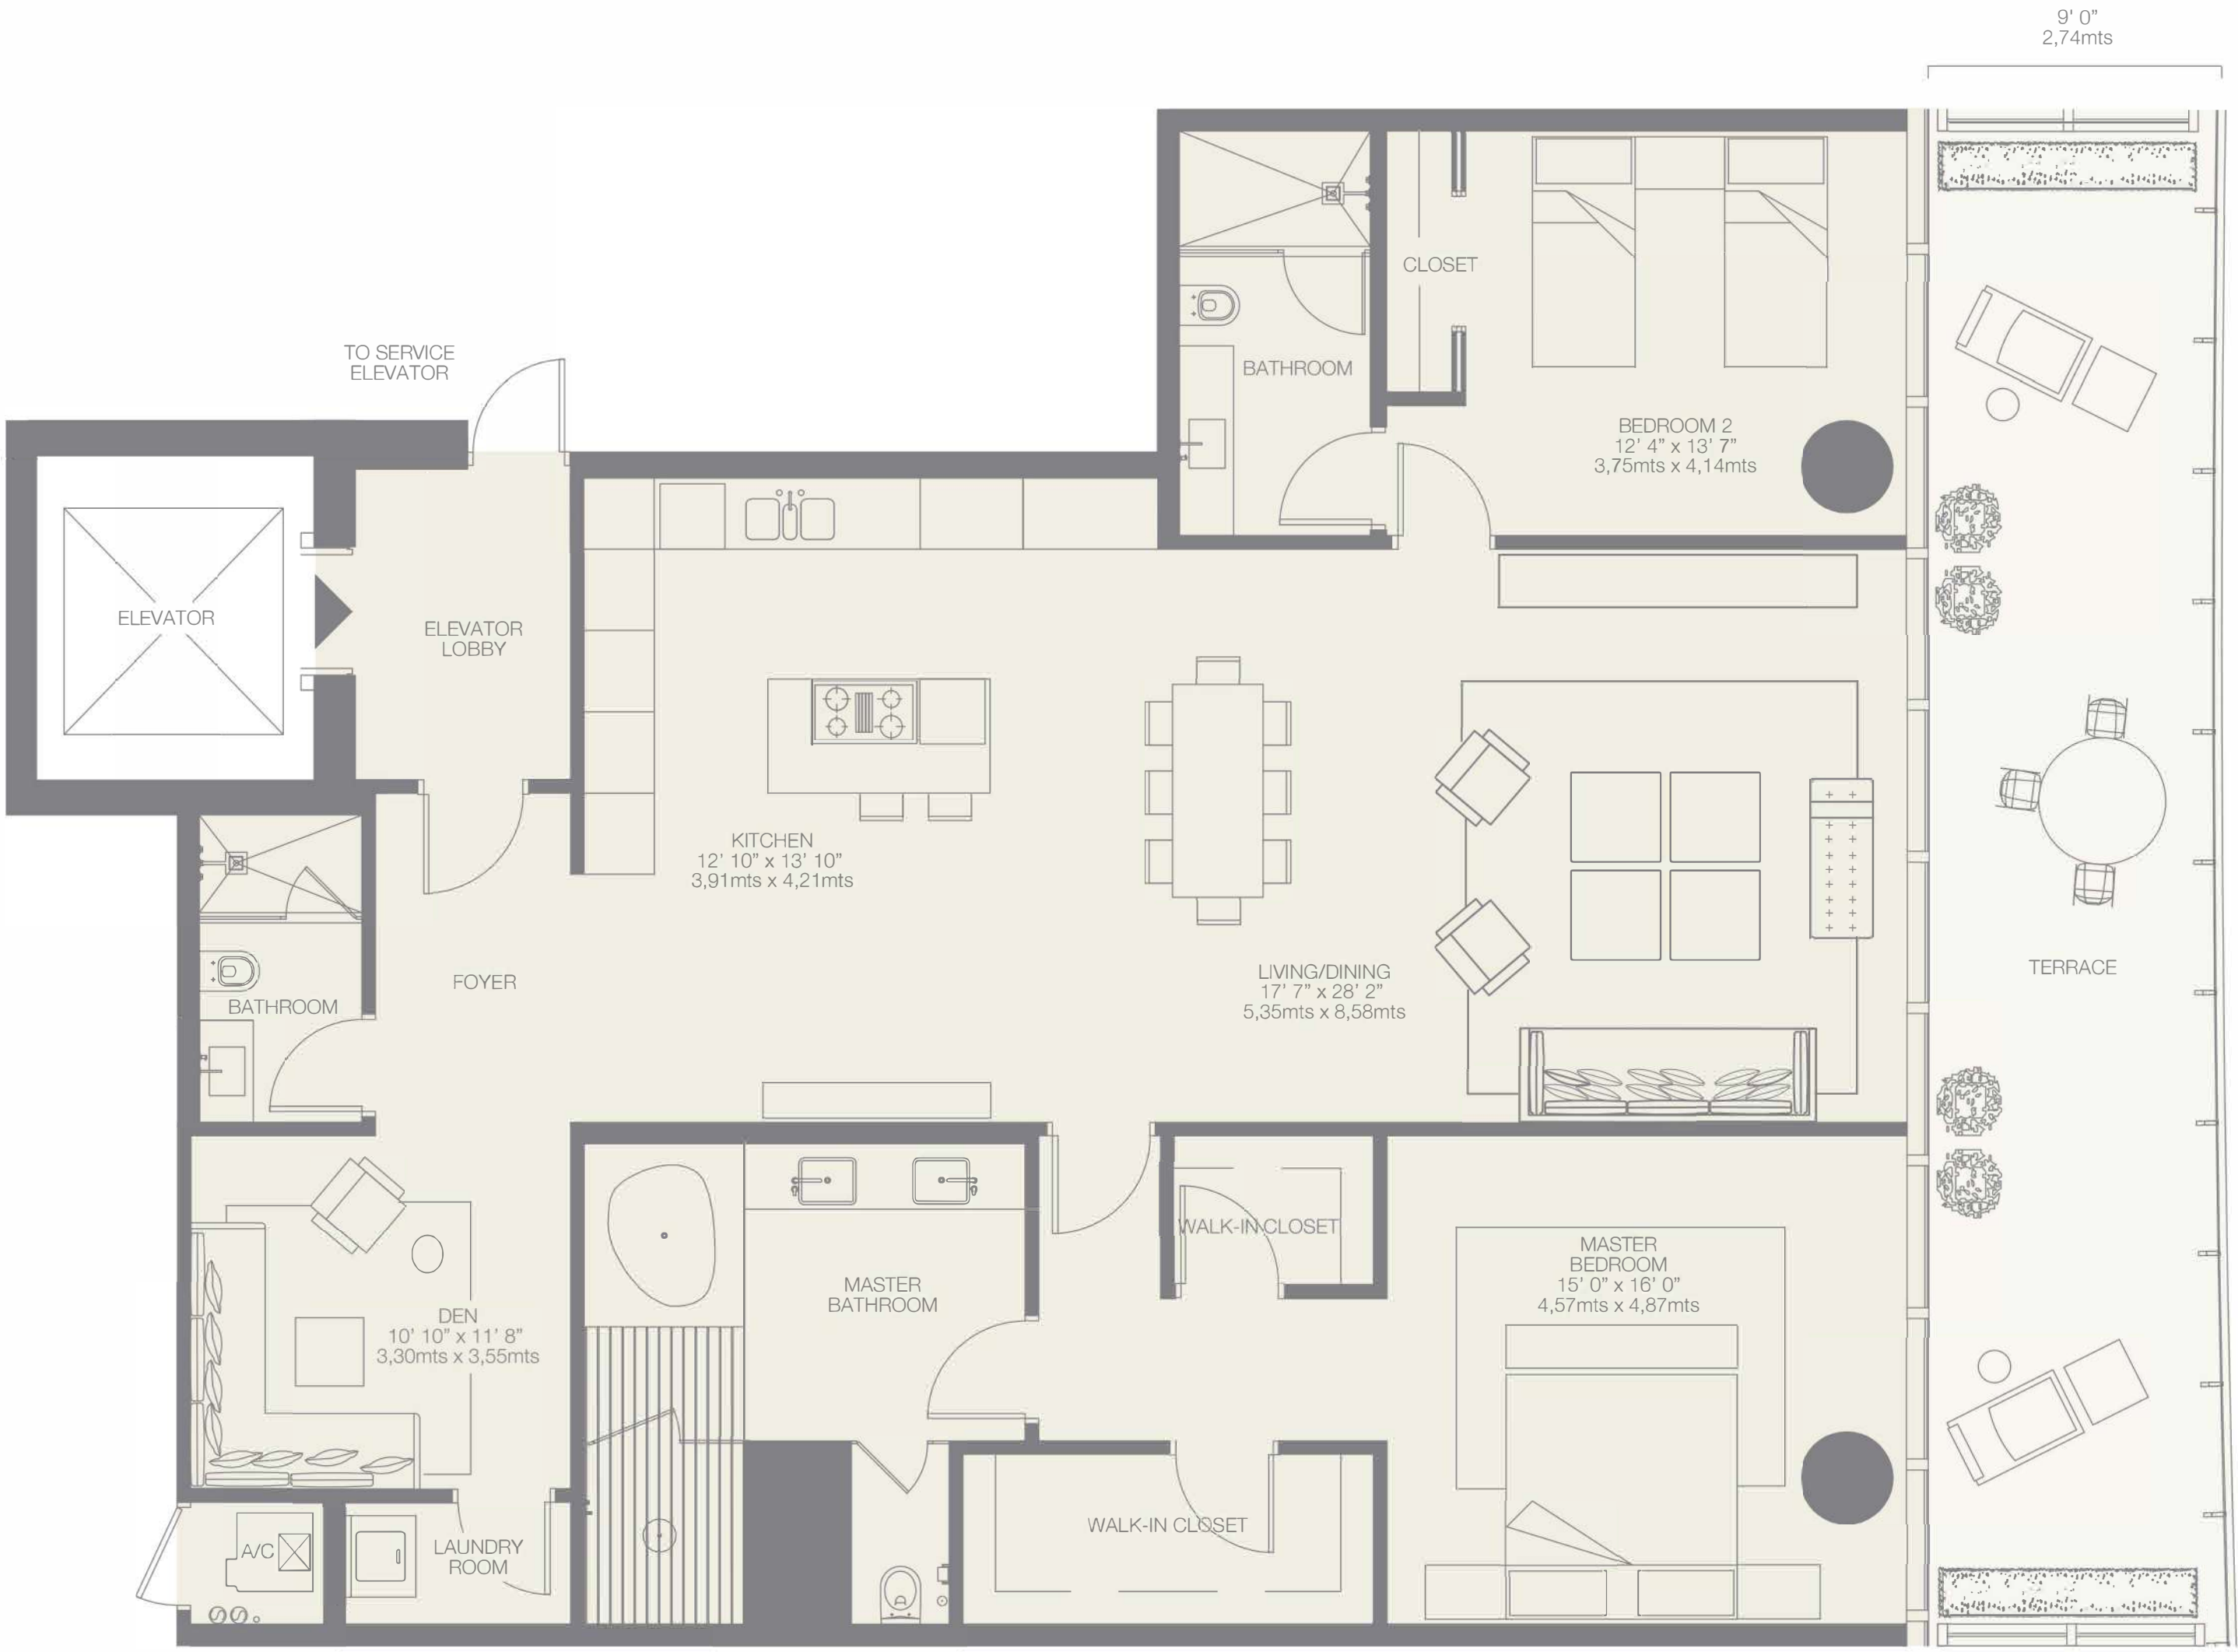 9' 0”
2,74mts
TO SERVICE
ELEVATOR
CLOSET
BATHROOM
BEDROOM 2
12' 4” x 13' 7”
3,75mts x 4,14mts
ELEVATOR
ELEVATOR
LOBBY
KITCHEN
12' 10” x 13' 10”
3,91mts x 4,21mts
FOYER
BATHROOM
LIVING/DINING
17' 7” x 28' 2”
5,35mts x 8,58mts
TERRACE
WALK-IN CLOSET
MASTER
BEDROOM
15' 0” x 16' 0”
4,57mts x 4,87mts
MASTER
BATHROOM
DEN
10' 10” x 11' 8”
3,30mts x 3,55mts
WALK-IN CLOSET
A/C
LAUNDRY
ROOM